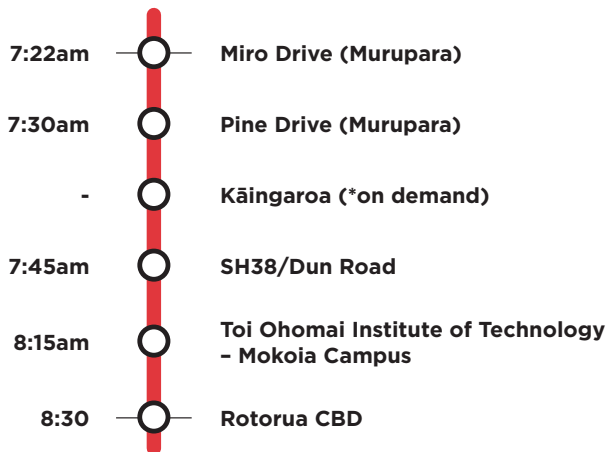 7:22am Miro Drive (Murupara)
7:30am Pine Drive (Murupara)
- Kāingaroa (*on demand)
7:45am SH38/Dun Road
8:15am Toi Ohomai Institute of Technology
– Mokoia Campus
8:30 Rotorua CBD